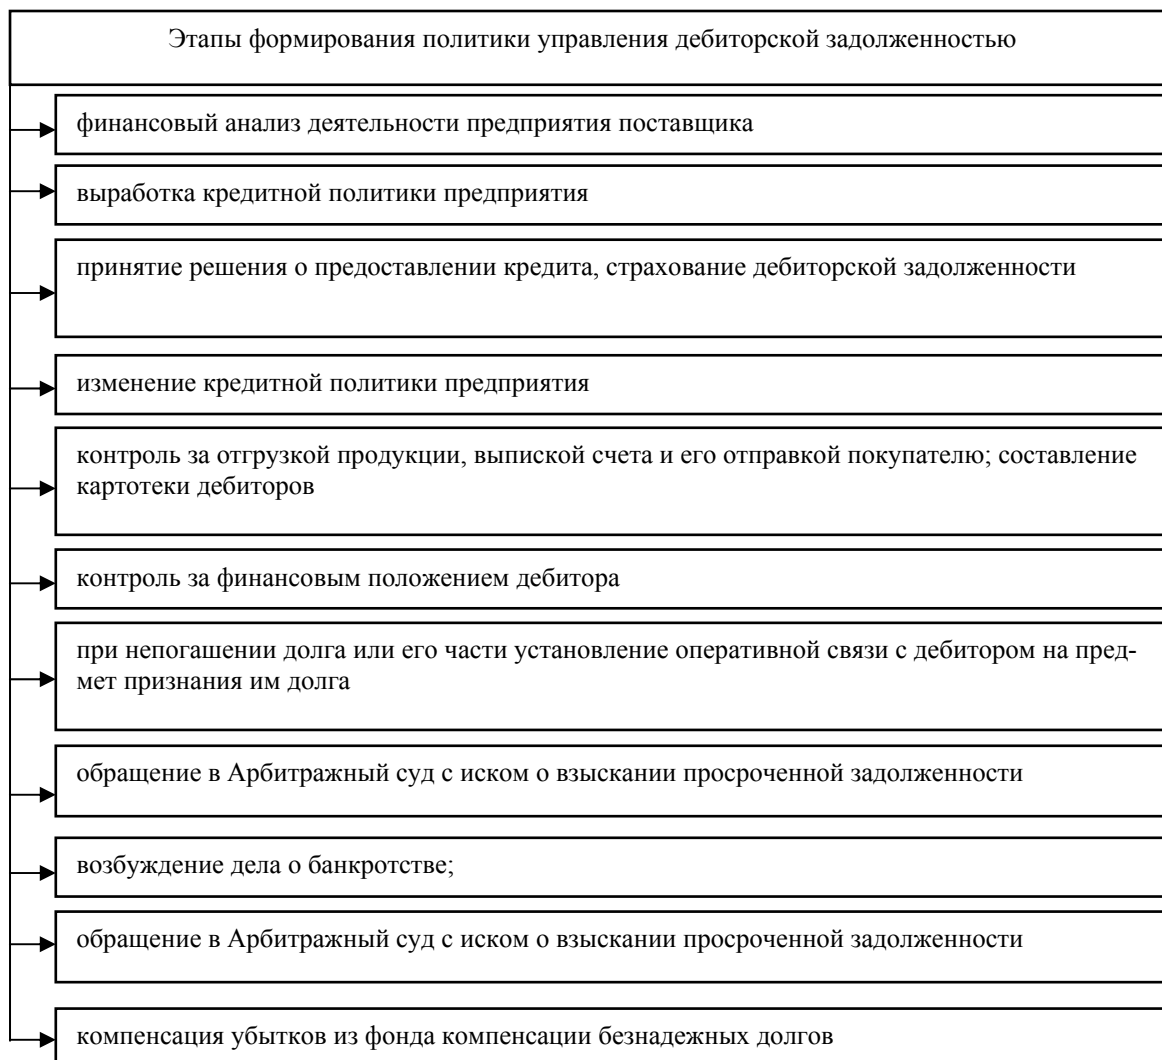 Этапы формирования политики управления дебиторской задолженностью
финансовый анализ деятельности предприятия поставщика
выработка кредитной политики предприятия
принятие решения о предоставлении кредита, страхование дебиторской задолженности
изменение кредитной политики предприятия
контроль за отгрузкой продукции, выпиской счета и его отправкой покупателю; составление
картотеки дебиторов
контроль за финансовым положением дебитора
при непогашении долга или его части установление оперативной связи с дебитором на пред-
мет признания им долга
обращение в Арбитражный суд с иском о взыскании просроченной задолженности
возбуждение дела о банкротстве;
обращение в Арбитражный суд с иском о взыскании просроченной задолженности
компенсация убытков из фонда компенсации безнадежных долгов